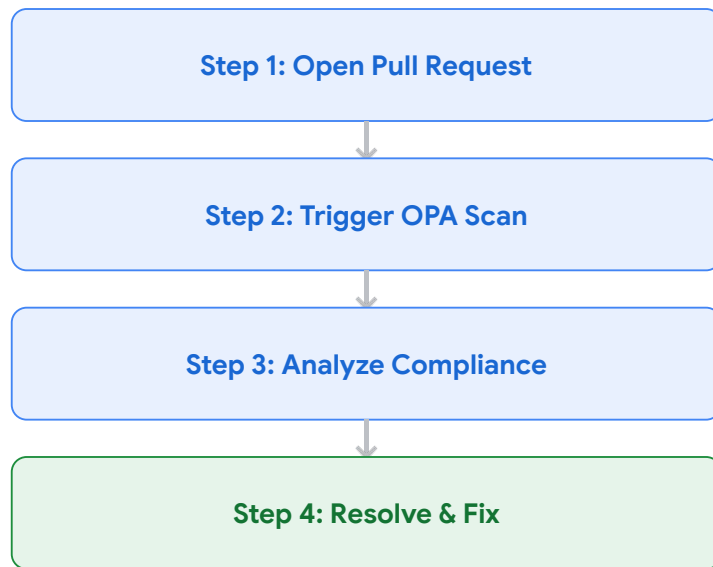 Step 1: Open Pull Request
Step 2: Trigger OPA Scan
Step 3: Analyze Compliance
Step 4: Resolve & Fix